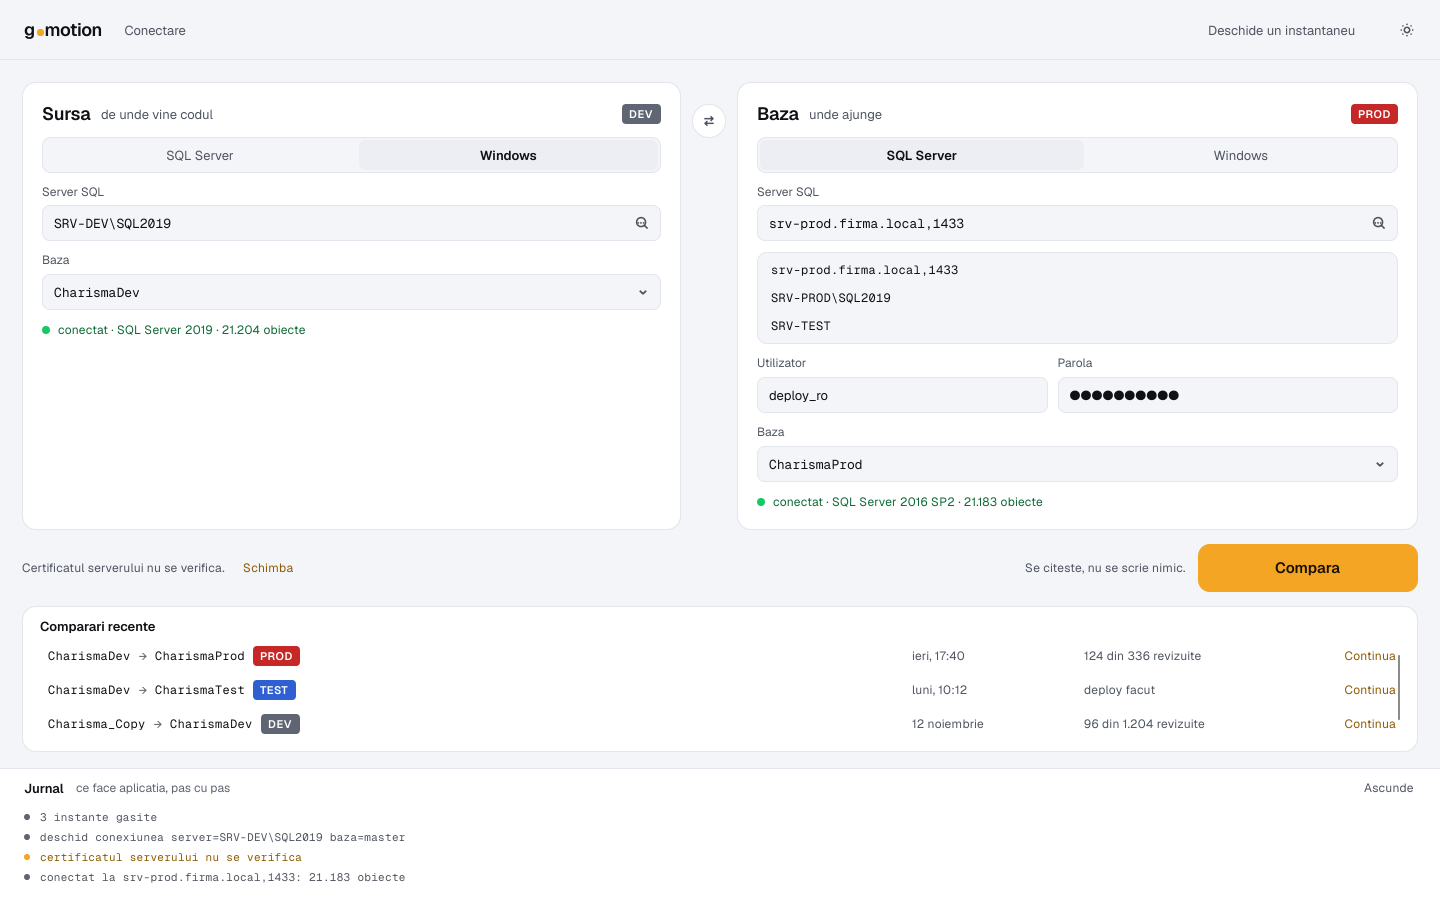 g●motion Conectare Deschide un instantaneu
Sursa de unde vine codul DEV
SQL Server Windows
Server SQL
SRV-DEV\SQL2019
Baza
CharismaDev
conectat · SQL Server 2019 · 21.204 obiecte
Baza unde ajunge PROD
SQL Server Windows
Server SQL
srv-prod.firma.local,1433
srv-prod.firma.local,1433
SRV-PROD\SQL2019
SRV-TEST
Utilizator Parola
deploy_ro ●●●●●●●●●●
Baza
CharismaProd
conectat · SQL Server 2016 SP2 · 21.183 obiecte
Certificatul serverului nu se verifica. Schimba
Se citeste, nu se scrie nimic. Compara
Comparari recente
CharismaDev → CharismaProd PROD ieri, 17:40 124 din 336 revizuite Continua
CharismaDev → CharismaTest TEST luni, 10:12 deploy facut Continua
Charisma_Copy → CharismaDev DEV 12 noiembrie 96 din 1.204 revizuite Continua
Jurnal ce face aplicatia, pas cu pas Ascunde
3 instante gasite
deschid conexiunea server=SRV-DEV\SQL2019 baza=master
certificatul serverului nu se verifica
conectat la srv-prod.firma.local,1433: 21.183 obiecte